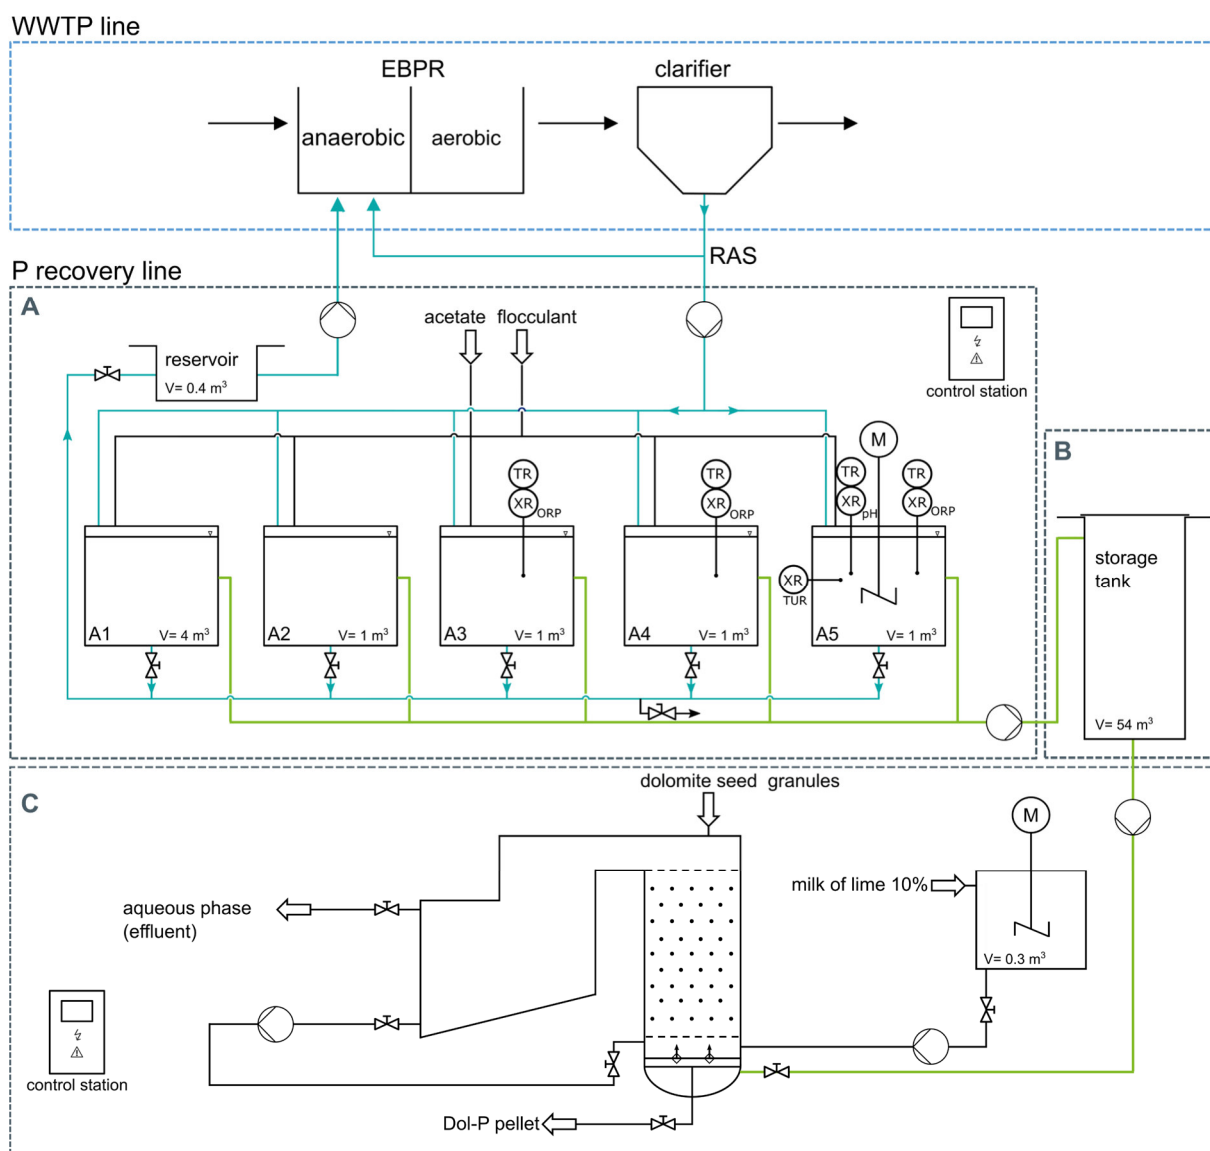 WWTP line
EBPR
clarifier
anaerobic
aerobic
RAS
P recovery line
A
acetate flocculant
reservoir
V= 0.4 m³
control station
B
M
TR
XR
ORP
TR
XR
ORP
TR
XR
pH
TR
XR
ORP
XR
TUR
storage
tank
A1
V= 4 m³
A2
V= 1 m³
A3
V= 1 m³
A4
V= 1 m³
A5
V= 1 m³
V= 54 m³
C
dolomite seed granules
M
milk of lime 10%
aqueous phase
(effluent)
V= 0.3 m³
control station
Dol-P pellet